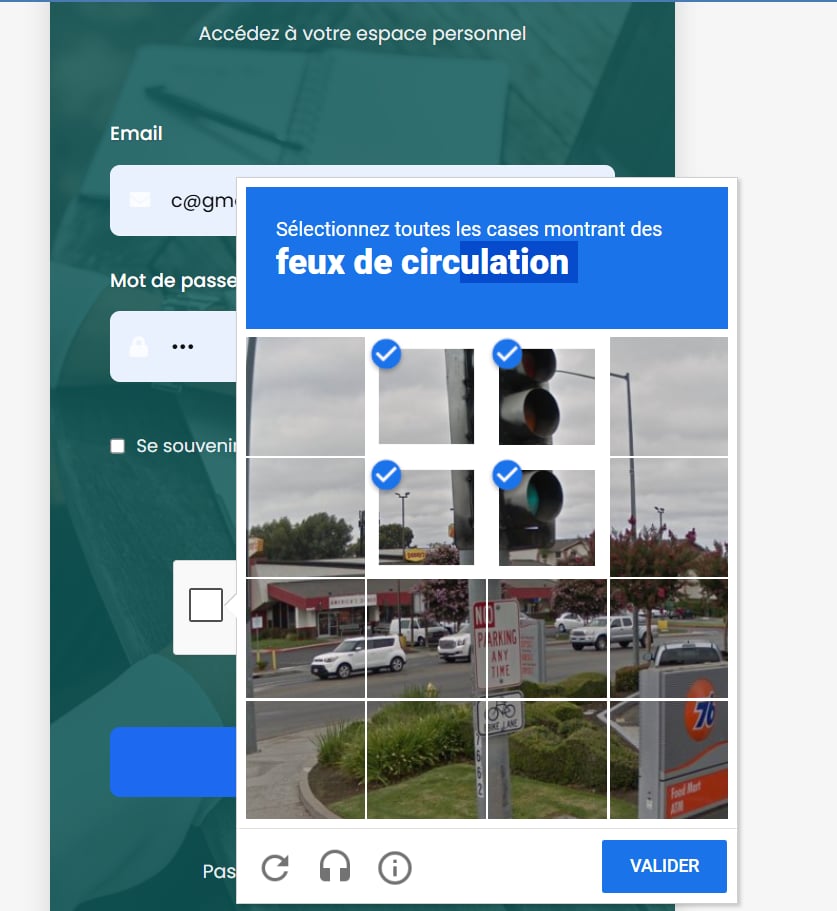 Accédez à votre espace personnel
Email
c@gm
Mot de passe
•••
Se souvenir
Pas
Sélectionnez toutes les cases montrant des
feux de circulation
NO
PARKING
ANY
TIME
BIKE LANE
7662
76
Food Mart
ATM
VALIDER